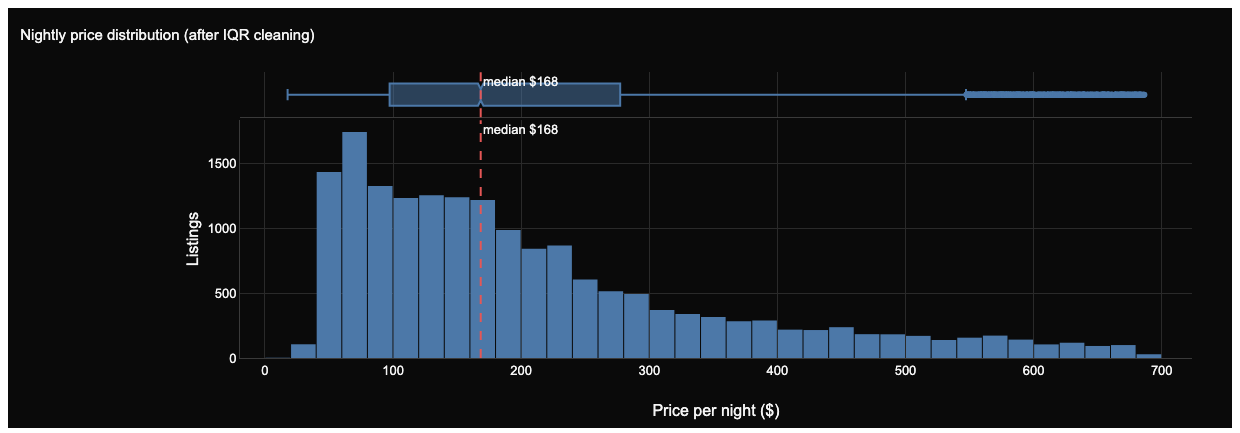 Nightly price distribution (after IQR cleaning)
median $168
median $168
1500
1000
500
0
Listings
0 100 200 300 400 500 600 700
Price per night ($)